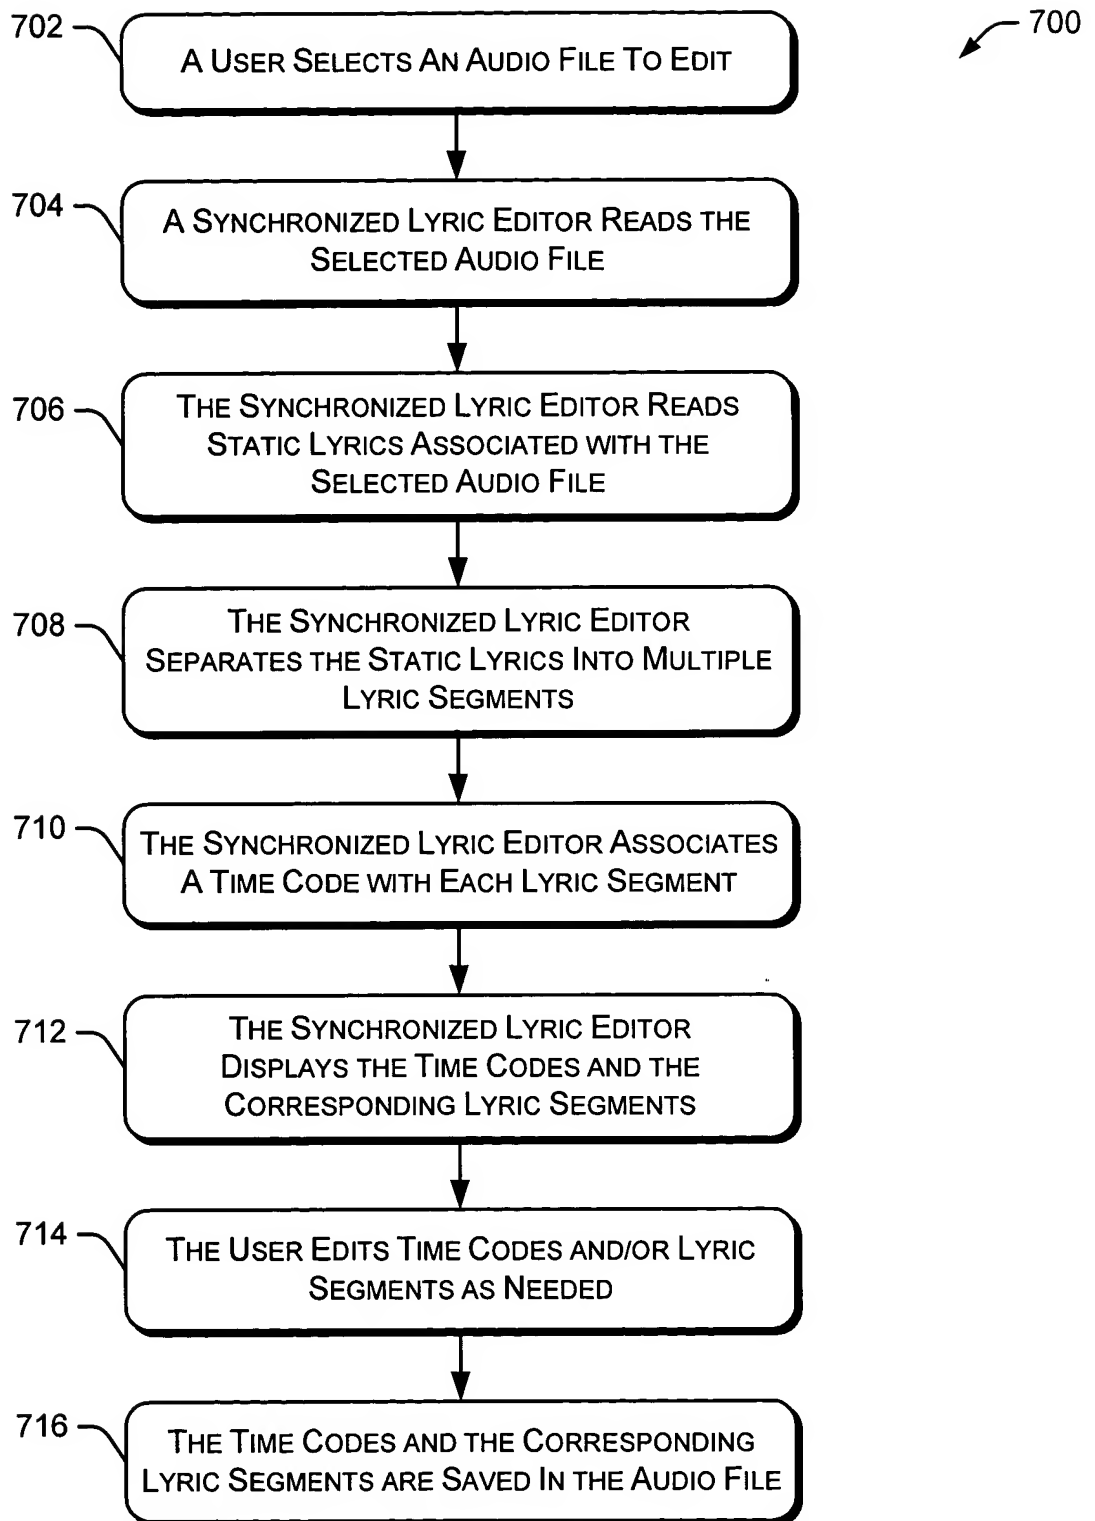 700
702
A USER SELECTS AN AUDIO FILE TO EDIT
704
A SYNCHRONIZED LYRIC EDITOR READS THE
SELECTED AUDIO FILE
706
THE SYNCHRONIZED LYRIC EDITOR READS
STATIC LYRICS ASSOCIATED WITH THE
SELECTED AUDIO FILE
708
THE SYNCHRONIZED LYRIC EDITOR
SEPARATES THE STATIC LYRICS INTO MULTIPLE
LYRIC SEGMENTS
710
THE SYNCHRONIZED LYRIC EDITOR ASSOCIATES
A TIME CODE WITH EACH LYRIC SEGMENT
712
THE SYNCHRONIZED LYRIC EDITOR
DISPLAYS THE TIME CODES AND THE
CORRESPONDING LYRIC SEGMENTS
714
THE USER EDITS TIME CODES AND/OR LYRIC
SEGMENTS AS NEEDED
716
THE TIME CODES AND THE CORRESPONDING
LYRIC SEGMENTS ARE SAVED IN THE AUDIO FILE